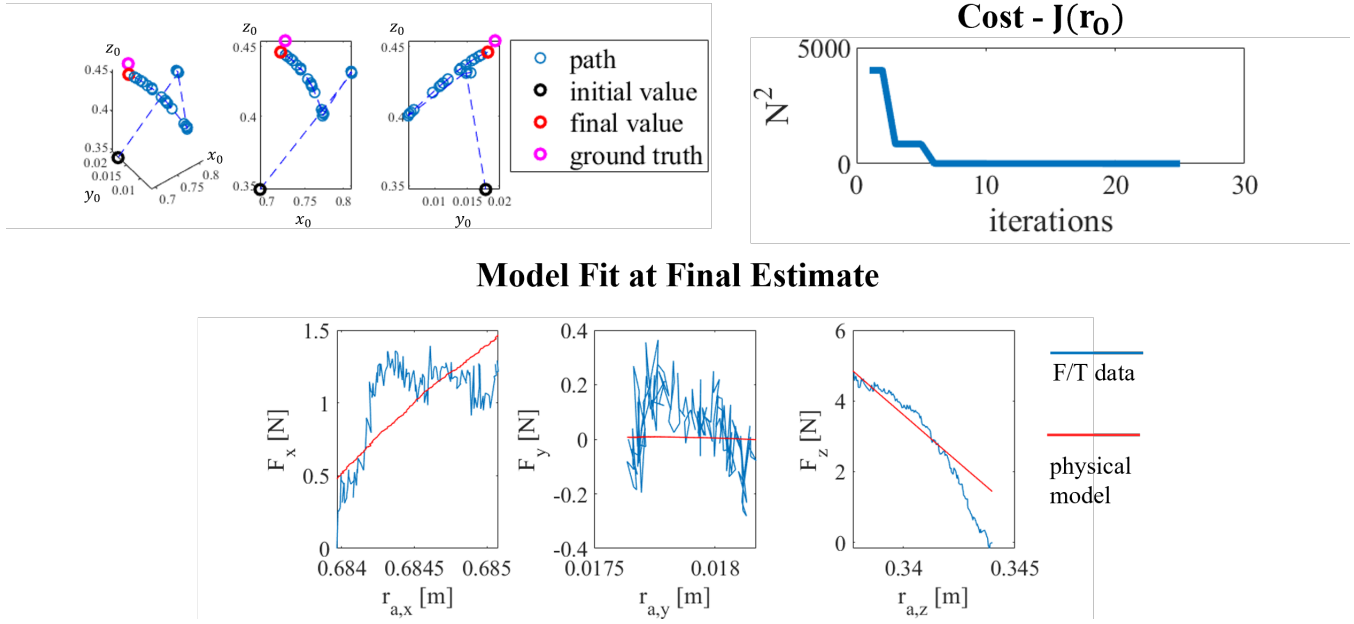 z0
0.45
0.4
0.35
0.02
0.015
0.01
y0
0.7
0.75
0.8
x0
z0
0.45
0.4
0.35
0.7
0.75
0.8
x0
z0
0.45
0.4
0.35
0.01
0.015
0.02
y0
path
initial value
final value
ground truth
Cost - J(r0)
5000
0
N2
0
10
20
30
iterations
Model Fit at Final Estimate
1.5
1
0.5
0
Fx [N]
0.684
0.6845
0.685
ra,x [m]
0.4
0.2
0
-0.2
-0.4
Fy [N]
0.0175
0.018
ra,y [m]
6
4
2
0
Fz [N]
0.34
0.345
ra,z [m]
F/T data
physical
model